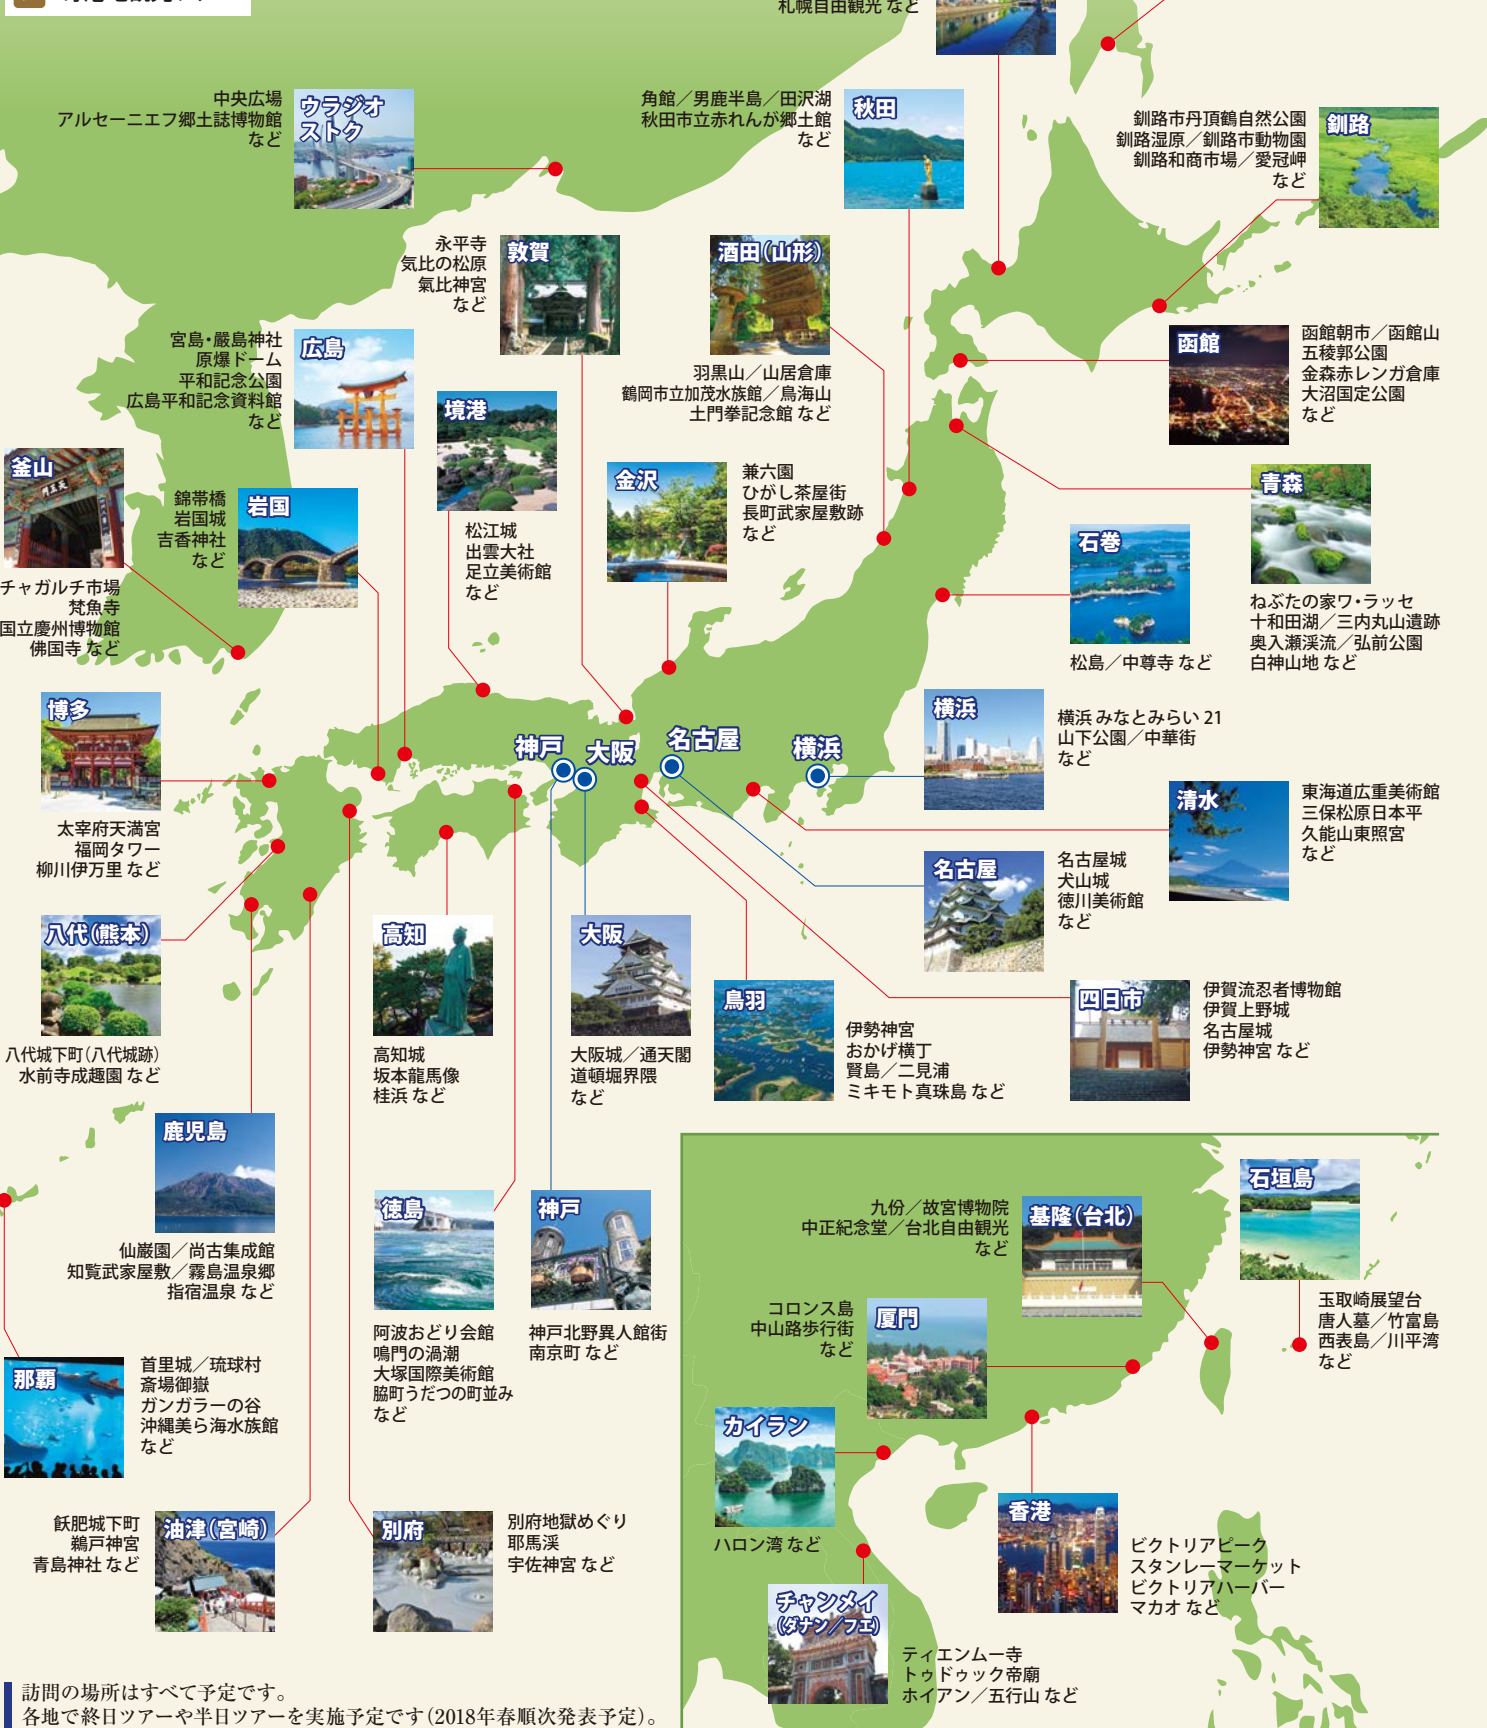 札幌自由観光 など
中央広場
アルセーニエフ郷土誌博物館
など
ウラジオ
ストク
角館／男鹿半島／田沢湖
秋田市立赤れんが郷土館
など
秋田
釧路市丹頂鶴自然公園
釧路湿原／釧路市動物園
釧路和商市場／愛冠岬
など
釧路
永平寺
気比の松原
氣比神宮
など
敦賀
酒田（山形）
羽黒山／山居倉庫
鶴岡市立加茂水族館／鳥海山
土門拳記念館 など
宮島・嚴島神社
原爆ドーム
平和記念公園
広島平和記念資料館
など
広島
函館
函館朝市／函館山
五稜郭公園
金森赤レンガ倉庫
大沼国定公園
など
境港
松江城
出雲大社
足立美術館
など
釜山
チャガルチ市場
梵魚寺
国立慶州博物館
佛国寺 など
錦帯橋
岩国城
吉香神社
など
岩国
金沢
兼六園
ひがし茶屋街
長町武家屋敷跡
など
青森
ねぶたの家ワ・ラッセ
十和田湖／三内丸山遺跡
奥入瀬渓流／弘前公園
白神山地 など
石巻
松島／中尊寺 など
博多
太宰府天満宮
福岡タワー
柳川伊万里 など
神戸
大阪
名古屋
横浜
横浜
横浜 みなとみらい 21
山下公園／中華街
など
清水
東海道広重美術館
三保松原日本平
久能山東照宮
など
名古屋
名古屋城
犬山城
徳川美術館
など
八代（熊本）
八代城下町（八代城跡）
水前寺成趣園 など
高知
高知城
坂本龍馬像
桂浜 など
大阪
大阪城／通天閣
道頓堀界隈
など
鳥羽
伊勢神宮
おかげ横丁
賢島／二見浦
ミキモト真珠島 など
四日市
伊賀流忍者博物館
伊賀上野城
名古屋城
伊勢神宮 など
鹿児島
仙巌園／尚古集成館
知覧武家屋敷／霧島温泉郷
指宿温泉 など
徳島
阿波おどり会館
鳴門の渦潮
大塚国際美術館
脇町うだつの町並み
など
神戸
神戸北野異人館街
南京町 など
九份／故宮博物院
中正紀念堂／台北自由観光
など
基隆（台北）
石垣島
玉取崎展望台
唐人墓／竹富島
西表島／川平湾
など
コロンス島
中山路歩行街
など
厦門
那覇
首里城／琉球村
斎場御嶽
ガンガラーの谷
沖縄美ら海水族館
など
カイラン
ハロン湾 など
香港
ビクトリアピーク
スタンレーマーケット
ビクトリアハーバー
マカオ など
飫肥城下町
鵜戸神宮
青島神社 など
油津（宮崎）
別府
別府地獄めぐり
耶馬渓
宇佐神宮 など
チャンメイ
（ダナン／フエ）
ティエンムー寺
トゥドゥック帝廟
ホイアン／五行山 など
訪問の場所はすべて予定です。
各地で終日ツアーや半日ツアーを実施予定です（2018年春順次発表予定）。